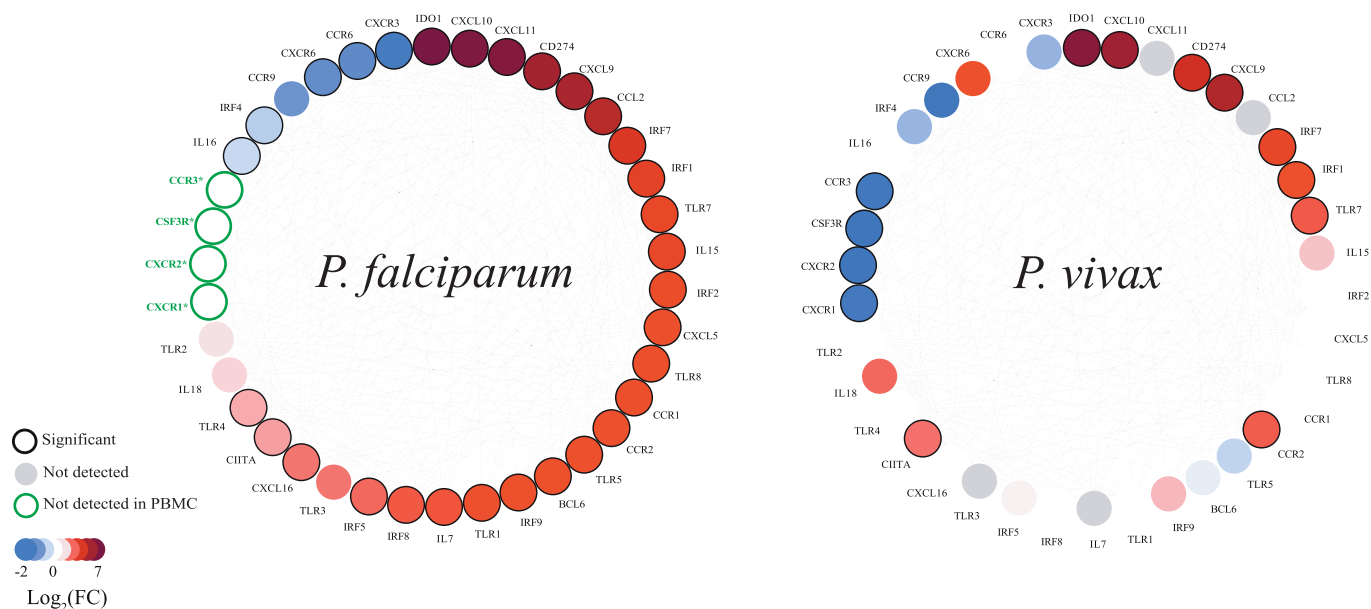 IDO1
CXCL10
CXCL11
CD274
CXCL9
CCL2
IRF7
IRF1
TLR7
IL15
IRF2
CXCL5
TLR8
CCR1
CCR2
TLR5
BCL6
IRF9
TLR1
IL7
IRF8
IRF5
TLR3
CXCL16
CIITA
TLR4
IL18
TLR2
CXCR1*
CXCR2*
CSF3R*
CCR3*
IL16
IRF4
CCR9
CXCR6
CCR6
CXCR3
P. falciparum
IDO1
CXCL10
CXCL11
CD274
CXCL9
CCL2
IRF7
IRF1
TLR7
IL15
IRF2
CXCL5
TLR8
CCR1
CCR2
TLR5
BCL6
IRF9
TLR1
IL7
IRF8
IRF5
TLR3
CXCL16
CIITA
TLR4
IL18
TLR2
CXCR1
CXCR2
CSF3R
CCR3
IL16
IRF4
CCR9
CXCR6
CCR6
CXCR3
P. vivax
Significant
Not detected
Not detected in PBMC
-2 0 7
Log₂(FC)